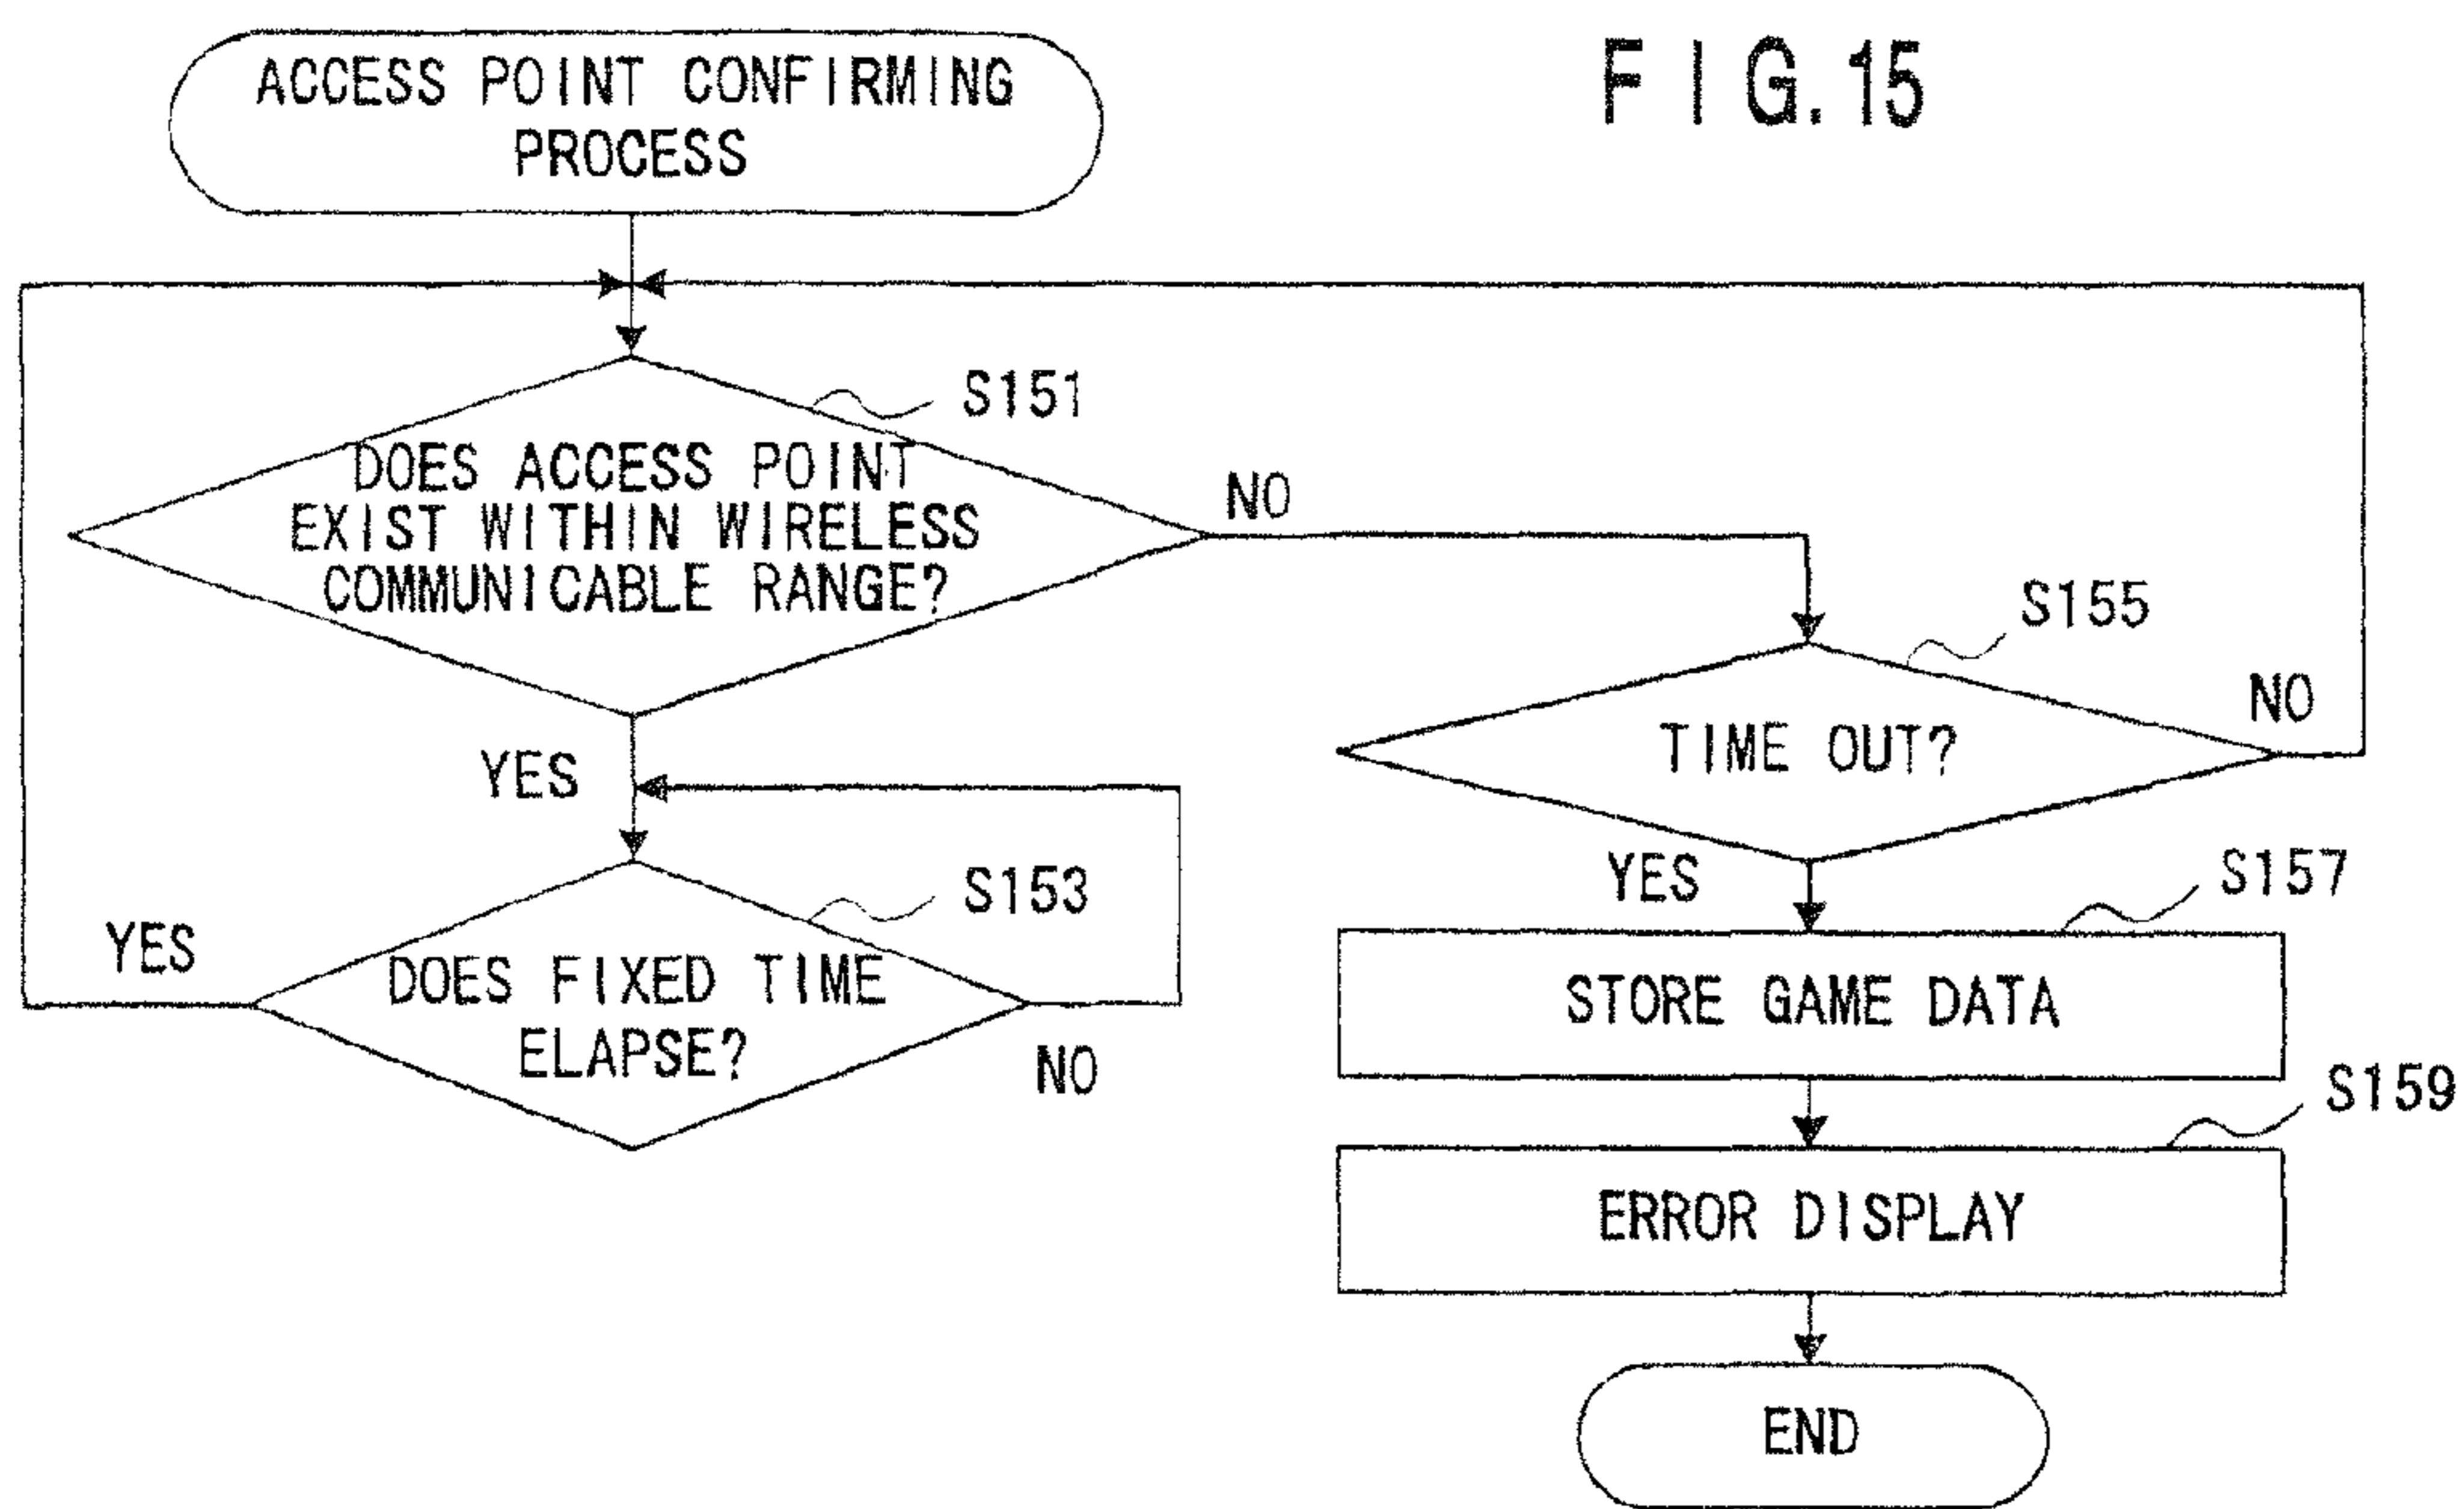 FIG.15
ACCESS POINT CONFIRMING
PROCESS
S151
DOES ACCESS POINT
EXIST WITHIN WIRELESS
COMMUNICABLE RANGE?
NO
YES
S153
DOES FIXED TIME
ELAPSE?
YES
NO
S155
TIME OUT?
NO
YES
S157
STORE GAME DATA
S159
ERROR DISPLAY
END